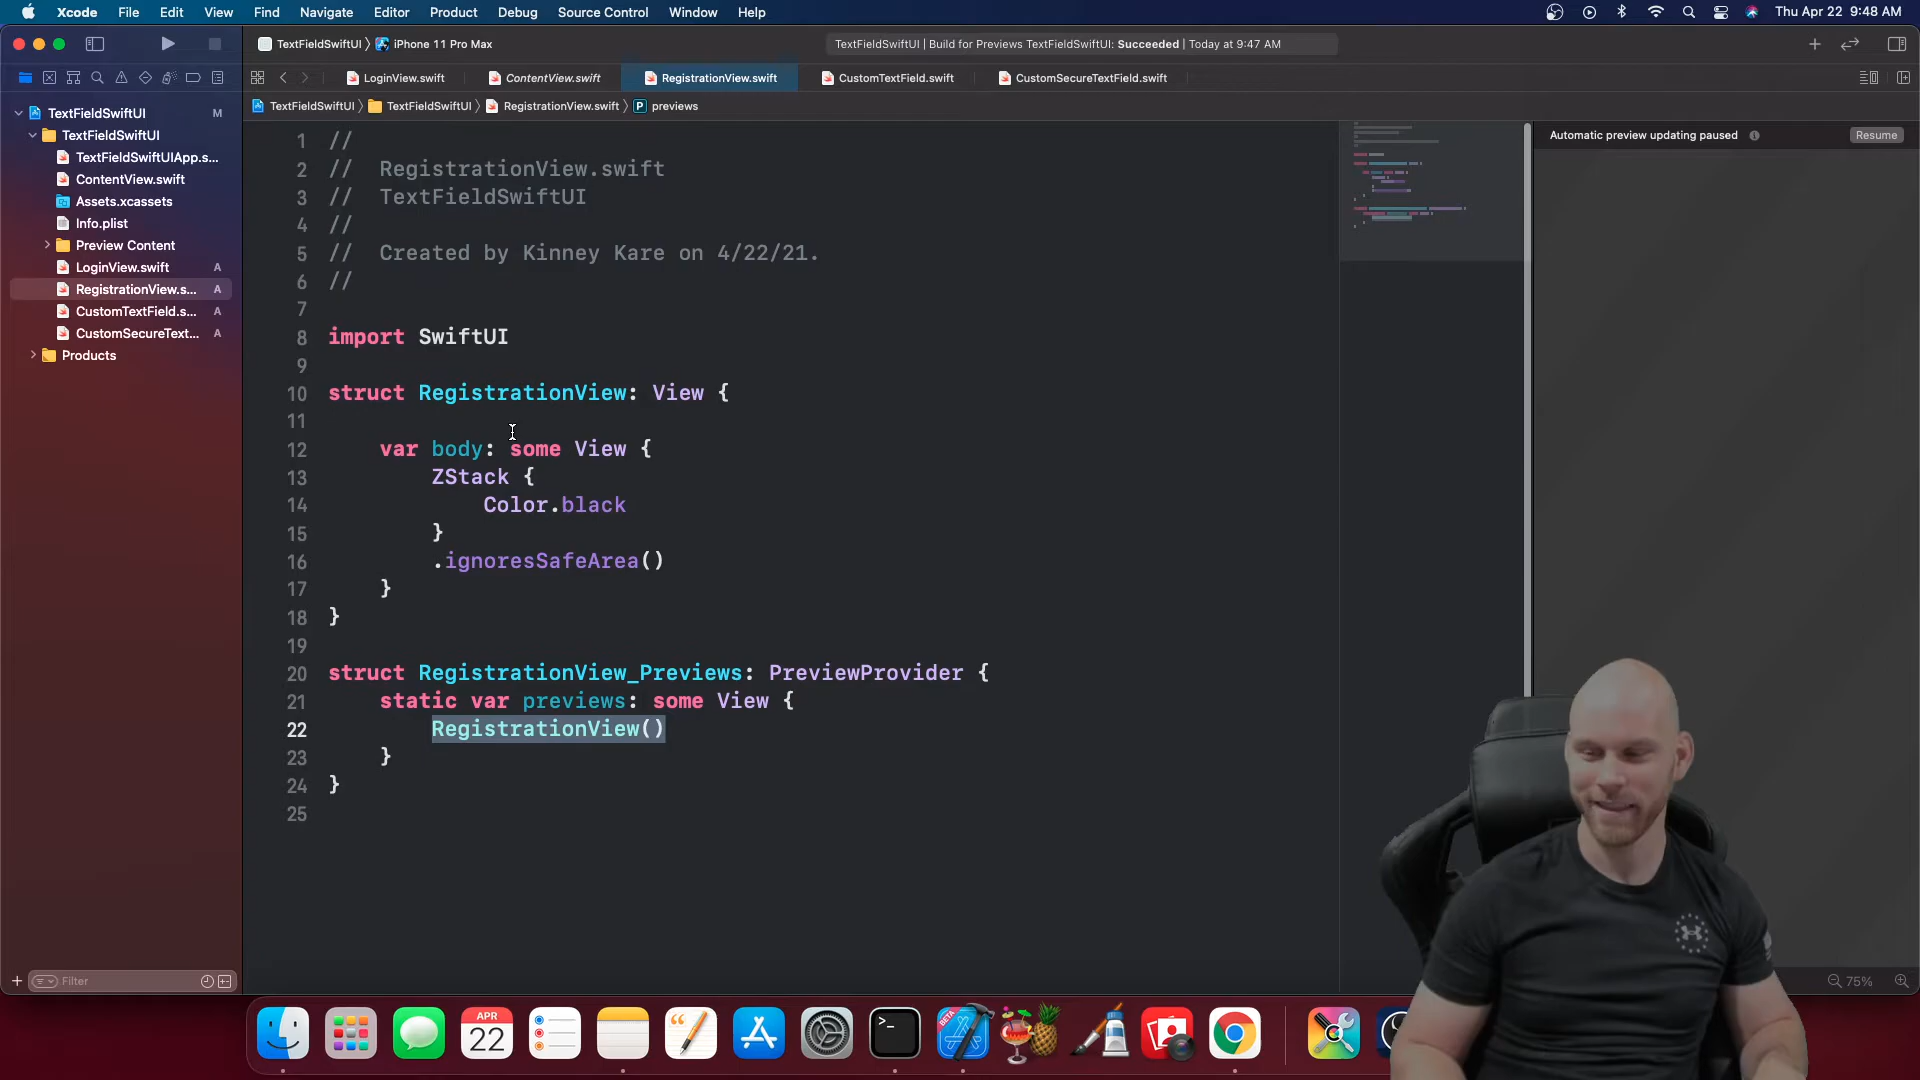 Xcode File Edit View Find Navigate Editor Product Debug Source Control Window Help Thu Apr 22 9:48 AM
TextFieldSwiftUI 〉 iPhone 11 Pro Max
TextFieldSwiftUI | Build for Previews TextFieldSwiftUI: Succeeded | Today at 9:47 AM
LoginView.swift ContentView.swift RegistrationView.swift CustomTextField.swift CustomSecureTextField.swift
TextFieldSwiftUI 〉 TextFieldSwiftUI 〉 RegistrationView.swift 〉 P previews
TextFieldSwiftUI M
TextFieldSwiftUI
TextFieldSwiftUIApp.s...
ContentView.swift
Assets.xcassets
Info.plist
Preview Content
LoginView.swift A
RegistrationView.s... A
CustomTextField.s... A
CustomSecureText... A
Products
Filter
1 //
2 //  RegistrationView.swift
3 //  TextFieldSwiftUI
4 //
5 //  Created by Kinney Kare on 4/22/21.
6 //
7
8 import SwiftUI
9
10 struct RegistrationView: View {
11
12     var body: some View {
13         ZStack {
14             Color.black
15         }
16         .ignoresSafeArea()
17     }
18 }
19
20 struct RegistrationView_Previews: PreviewProvider {
21     static var previews: some View {
22         RegistrationView()
23     }
24 }
25
Automatic preview updating paused Resume
75%
APR
22
BETA